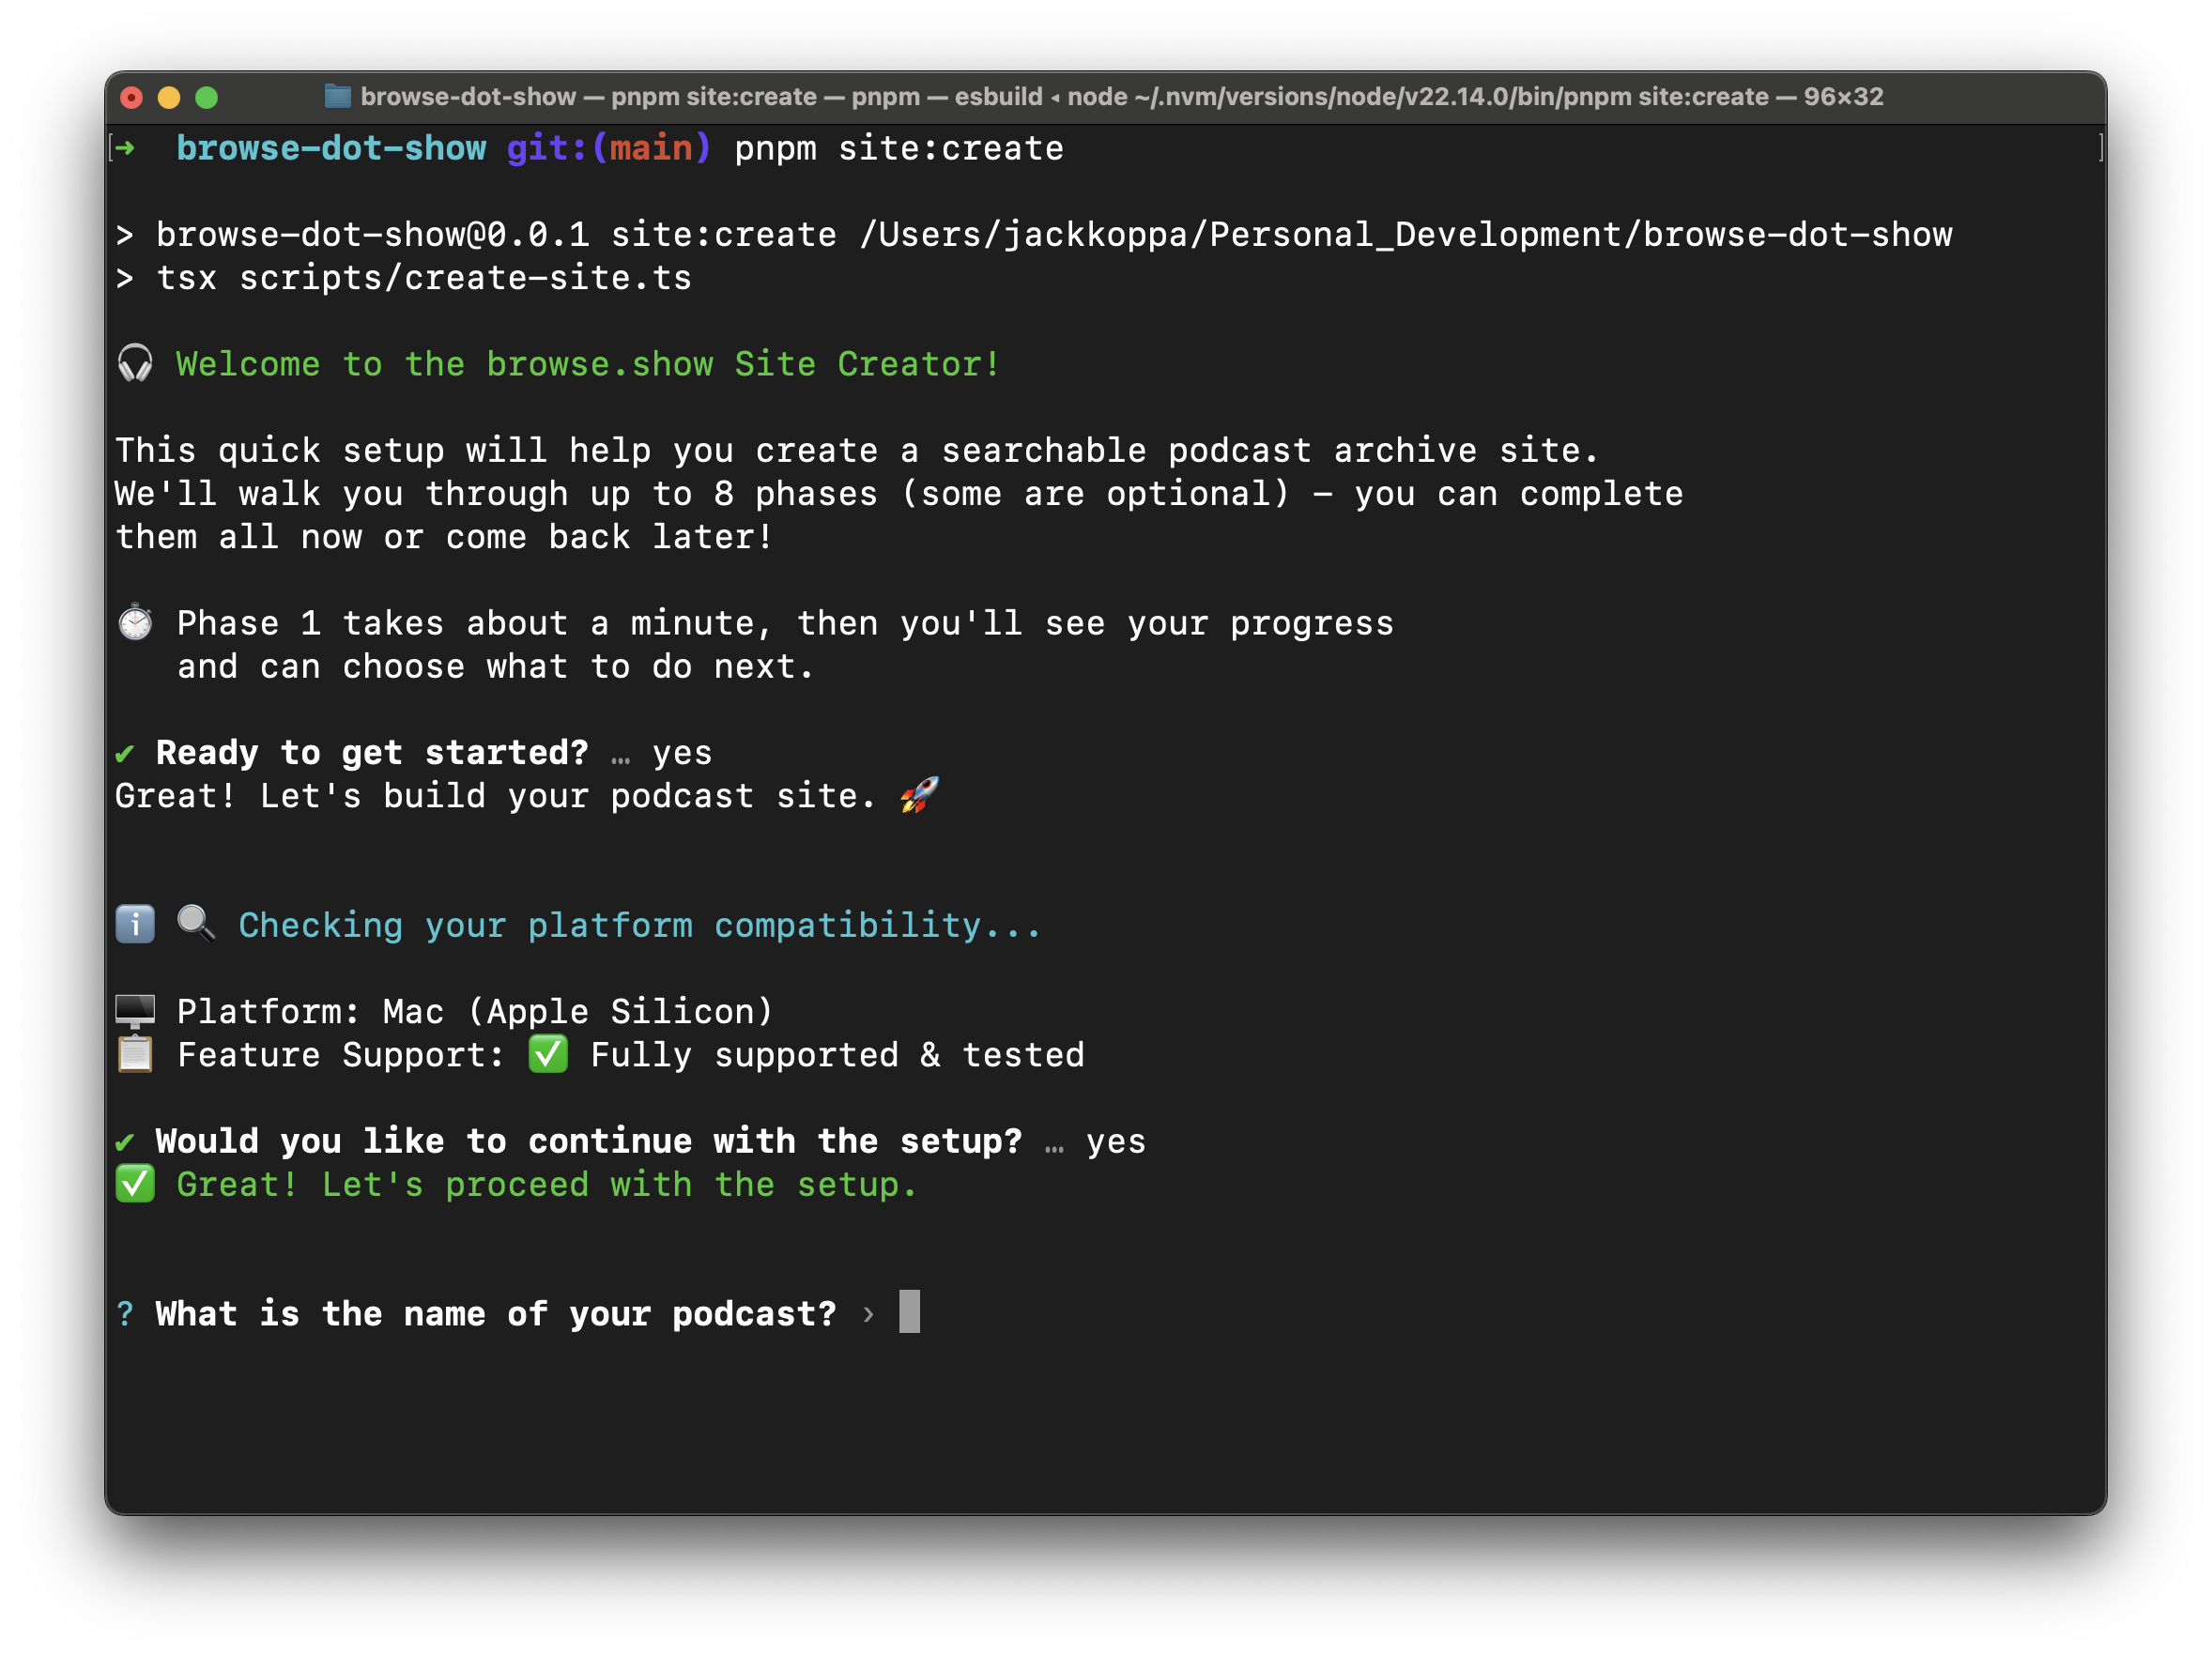 browse-dot-show — pnpm site:create — pnpm — esbuild ◂ node ~/.nvm/versions/node/v22.14.0/bin/pnpm site:create — 96×32
[➜  browse-dot-show git:(main) pnpm site:create ]
> browse-dot-show@0.0.1 site:create /Users/jackkoppa/Personal_Development/browse-dot-show
> tsx scripts/create-site.ts
🎧 Welcome to the browse.show Site Creator!
This quick setup will help you create a searchable podcast archive site.
We'll walk you through up to 8 phases (some are optional) - you can complete
them all now or come back later!
⏱️ Phase 1 takes about a minute, then you'll see your progress
and can choose what to do next.
✔ Ready to get started? … yes
Great! Let's build your podcast site. 🚀
ℹ️ 🔍 Checking your platform compatibility...
🖥️ Platform: Mac (Apple Silicon)
📋 Feature Support: ✅ Fully supported & tested
✔ Would you like to continue with the setup? … yes
✅ Great! Let's proceed with the setup.
? What is the name of your podcast? ›